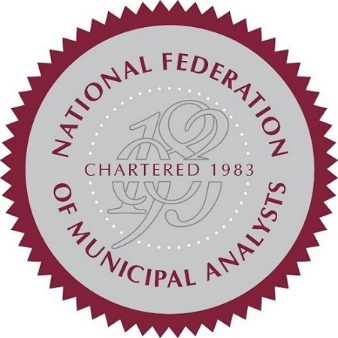 NATIONAL FEDERATION
CHARTERED 1983
OF MUNICIPAL ANALYSTS